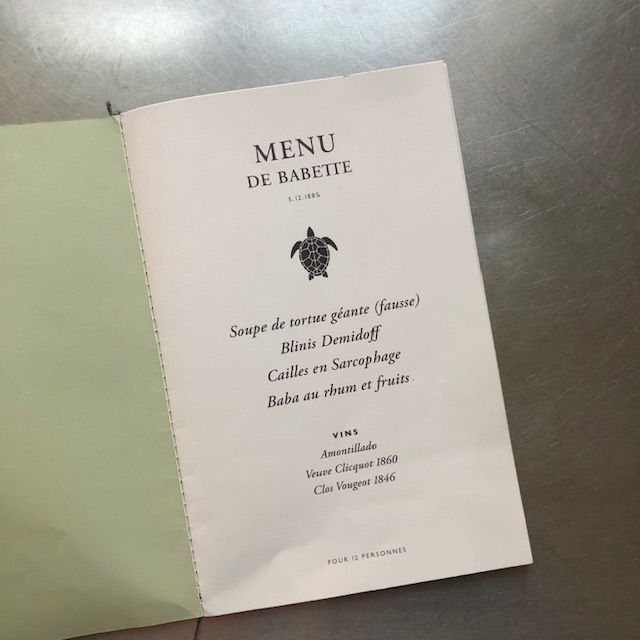 MENU
DE BABETTE
5.12.1885
Soupe de tortue géante (fausse)
Blinis Demidoff
Cailles en Sarcophage
Baba au rhum et fruits
VINS
Amontillado
Veuve Clicquot 1860
Clos Vougeot 1846
POUR 12 PERSONNES